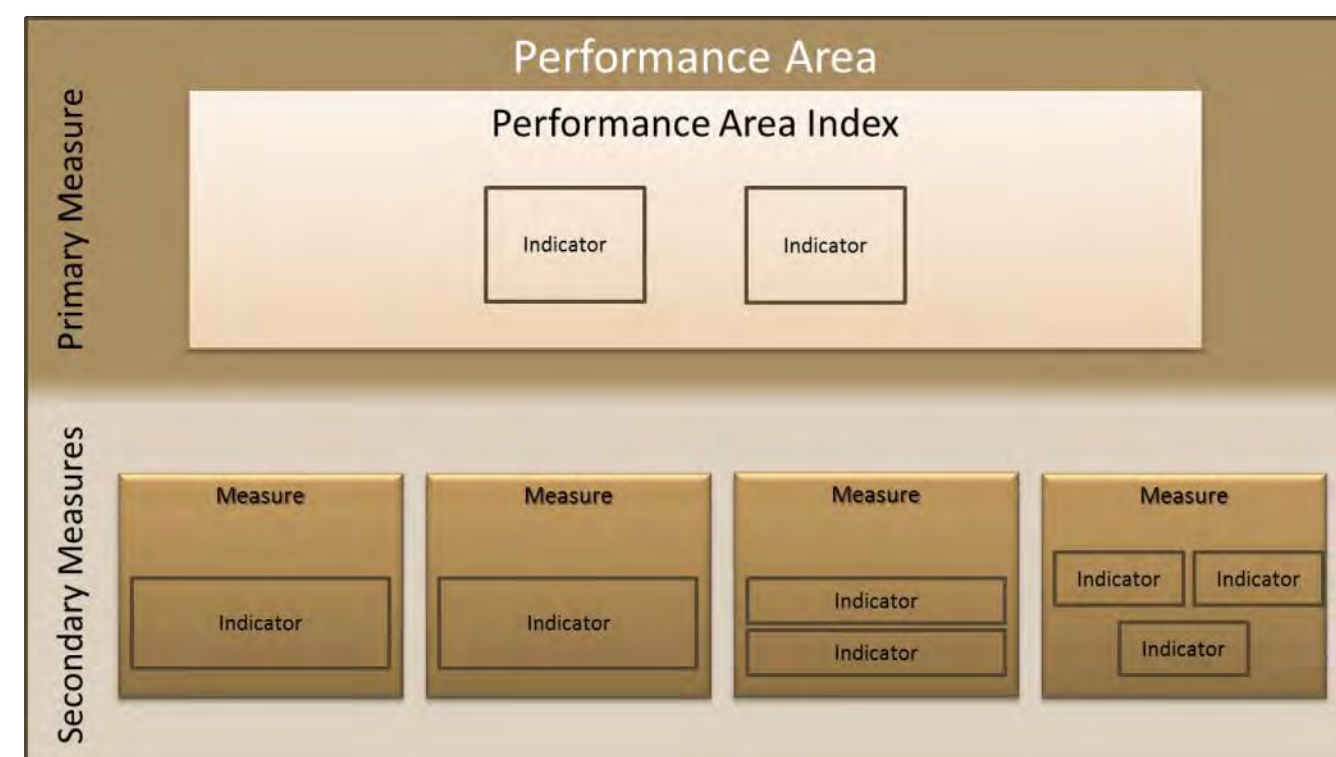 Performance Area
Primary Measure
Performance Area Index
Indicator
Indicator
Secondary Measures
Measure
Indicator
Measure
Indicator
Measure
Indicator
Indicator
Measure
Indicator
Indicator
Indicator